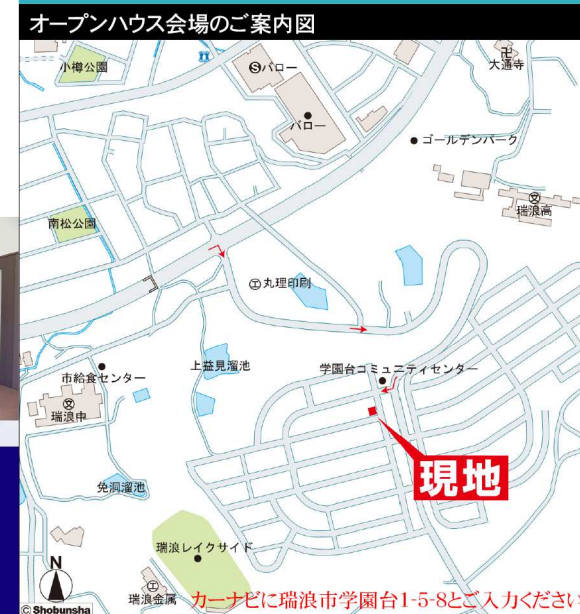 オープンハウス会場のご案内図
小樽公園
Ⓢバロー
卍
大通寺
バロー
ゴールデンパーク
文
瑞浪高
南松公園
工 丸理印刷
上益見溜池
学園台コミュニティセンター
市給食センター
文
瑞浪中
現地
免洞溜池
瑞浪レイクサイド
N
工
瑞浪金属
カーナビに瑞浪市学園台1-5-8とご入力ください
© Shobunsha